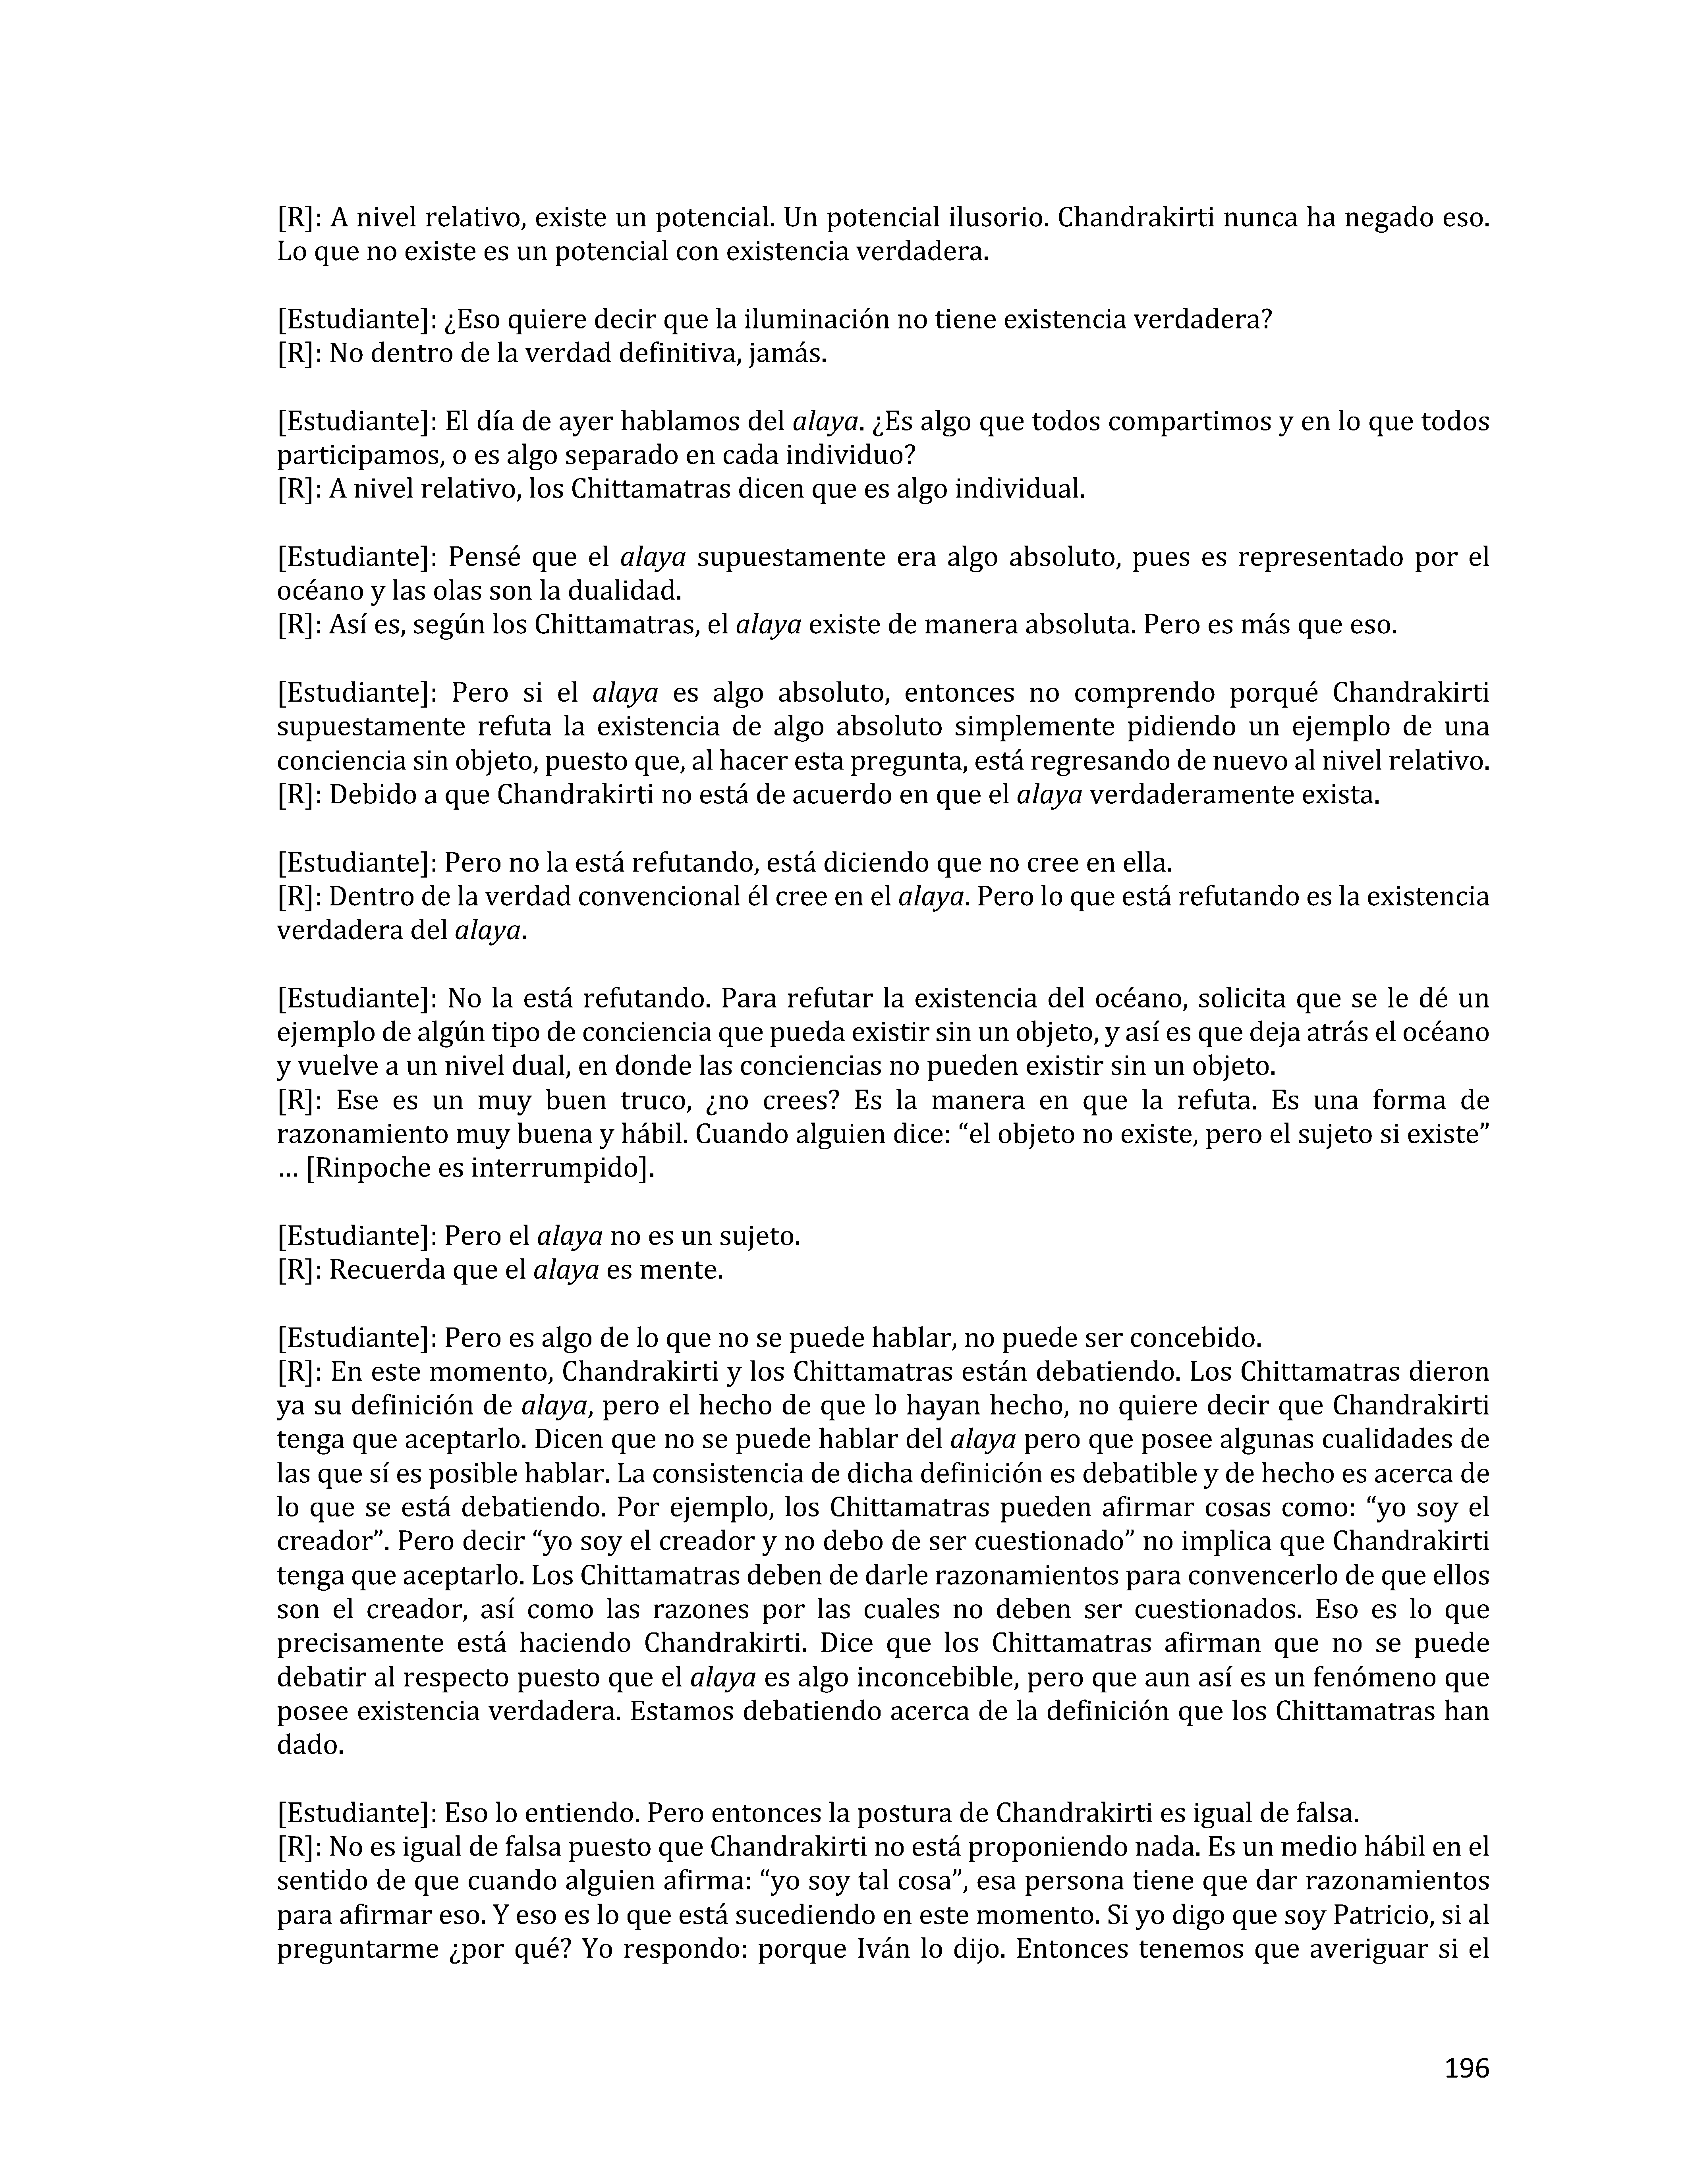 [R]: A nivel relativo, existe un potencial. Un potencial ilusorio. Chandrakirti nunca ha negado eso.
Lo que no existe es un potencial con existencia verdadera.
[Estudiante]: ¿Eso quiere decir que la iluminación no tiene existencia verdadera?
[R]: No dentro de la verdad definitiva, jamás.
[Estudiante]: El día de ayer hablamos del alaya. ¿Es algo que todos compartimos y en lo que todos
participamos, o es algo separado en cada individuo?
[R]: A nivel relativo, los Chittamatras dicen que es algo individual.
[Estudiante]: Pensé que el alaya supuestamente era algo absoluto, pues es representado por el
océano y las olas son la dualidad.
[R]: Así es, según los Chittamatras, el alaya existe de manera absoluta. Pero es más que eso.
[Estudiante]: Pero si el alaya es algo absoluto, entonces no comprendo porqué Chandrakirti
supuestamente refuta la existencia de algo absoluto simplemente pidiendo un ejemplo de una
conciencia sin objeto, puesto que, al hacer esta pregunta, está regresando de nuevo al nivel relativo.
[R]: Debido a que Chandrakirti no está de acuerdo en que el alaya verdaderamente exista.
[Estudiante]: Pero no la está refutando, está diciendo que no cree en ella.
[R]: Dentro de la verdad convencional él cree en el alaya. Pero lo que está refutando es la existencia
verdadera del alaya.
[Estudiante]: No la está refutando. Para refutar la existencia del océano, solicita que se le dé un
ejemplo de algún tipo de conciencia que pueda existir sin un objeto, y así es que deja atrás el océano
y vuelve a un nivel dual, en donde las conciencias no pueden existir sin un objeto.
[R]: Ese es un muy buen truco, ¿no crees? Es la manera en que la refuta. Es una forma de
razonamiento muy buena y hábil. Cuando alguien dice: “el objeto no existe, pero el sujeto si existe”
… [Rinpoche es interrumpido].
[Estudiante]: Pero el alaya no es un sujeto.
[R]: Recuerda que el alaya es mente.
[Estudiante]: Pero es algo de lo que no se puede hablar, no puede ser concebido.
[R]: En este momento, Chandrakirti y los Chittamatras están debatiendo. Los Chittamatras dieron
ya su definición de alaya, pero el hecho de que lo hayan hecho, no quiere decir que Chandrakirti
tenga que aceptarlo. Dicen que no se puede hablar del alaya pero que posee algunas cualidades de
las que sí es posible hablar. La consistencia de dicha definición es debatible y de hecho es acerca de
lo que se está debatiendo. Por ejemplo, los Chittamatras pueden afirmar cosas como: “yo soy el
creador”. Pero decir “yo soy el creador y no debo de ser cuestionado” no implica que Chandrakirti
tenga que aceptarlo. Los Chittamatras deben de darle razonamientos para convencerlo de que ellos
son el creador, así como las razones por las cuales no deben ser cuestionados. Eso es lo que
precisamente está haciendo Chandrakirti. Dice que los Chittamatras afirman que no se puede
debatir al respecto puesto que el alaya es algo inconcebible, pero que aun así es un fenómeno que
posee existencia verdadera. Estamos debatiendo acerca de la definición que los Chittamatras han
dado.
[Estudiante]: Eso lo entiendo. Pero entonces la postura de Chandrakirti es igual de falsa.
[R]: No es igual de falsa puesto que Chandrakirti no está proponiendo nada. Es un medio hábil en el
sentido de que cuando alguien afirma: “yo soy tal cosa”, esa persona tiene que dar razonamientos
para afirmar eso. Y eso es lo que está sucediendo en este momento. Si yo digo que soy Patricio, si al
preguntarme ¿por qué? Yo respondo: porque Iván lo dijo. Entonces tenemos que averiguar si el
196